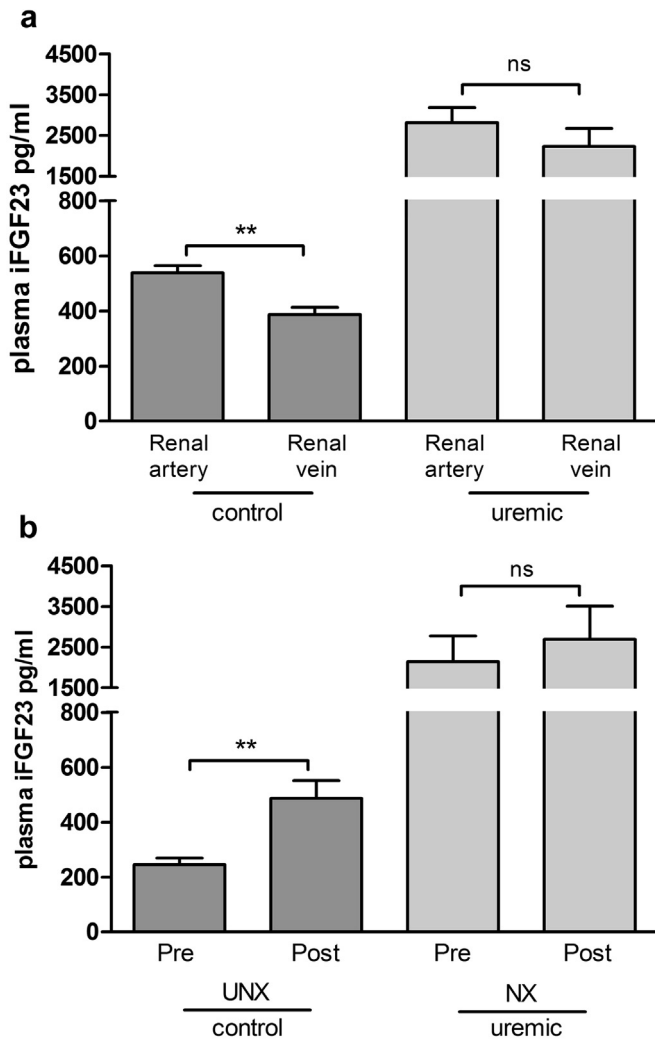 a
plasma iFGF23 pg/ml
4500
3500
2500
1500
800
600
400
200
0
**
ns
Renal artery
Renal vein
Renal artery
Renal vein
control
uremic
b
plasma iFGF23 pg/ml
4500
3500
2500
1500
800
600
400
200
0
**
ns
Pre
Post
Pre
Post
UNX
NX
control
uremic